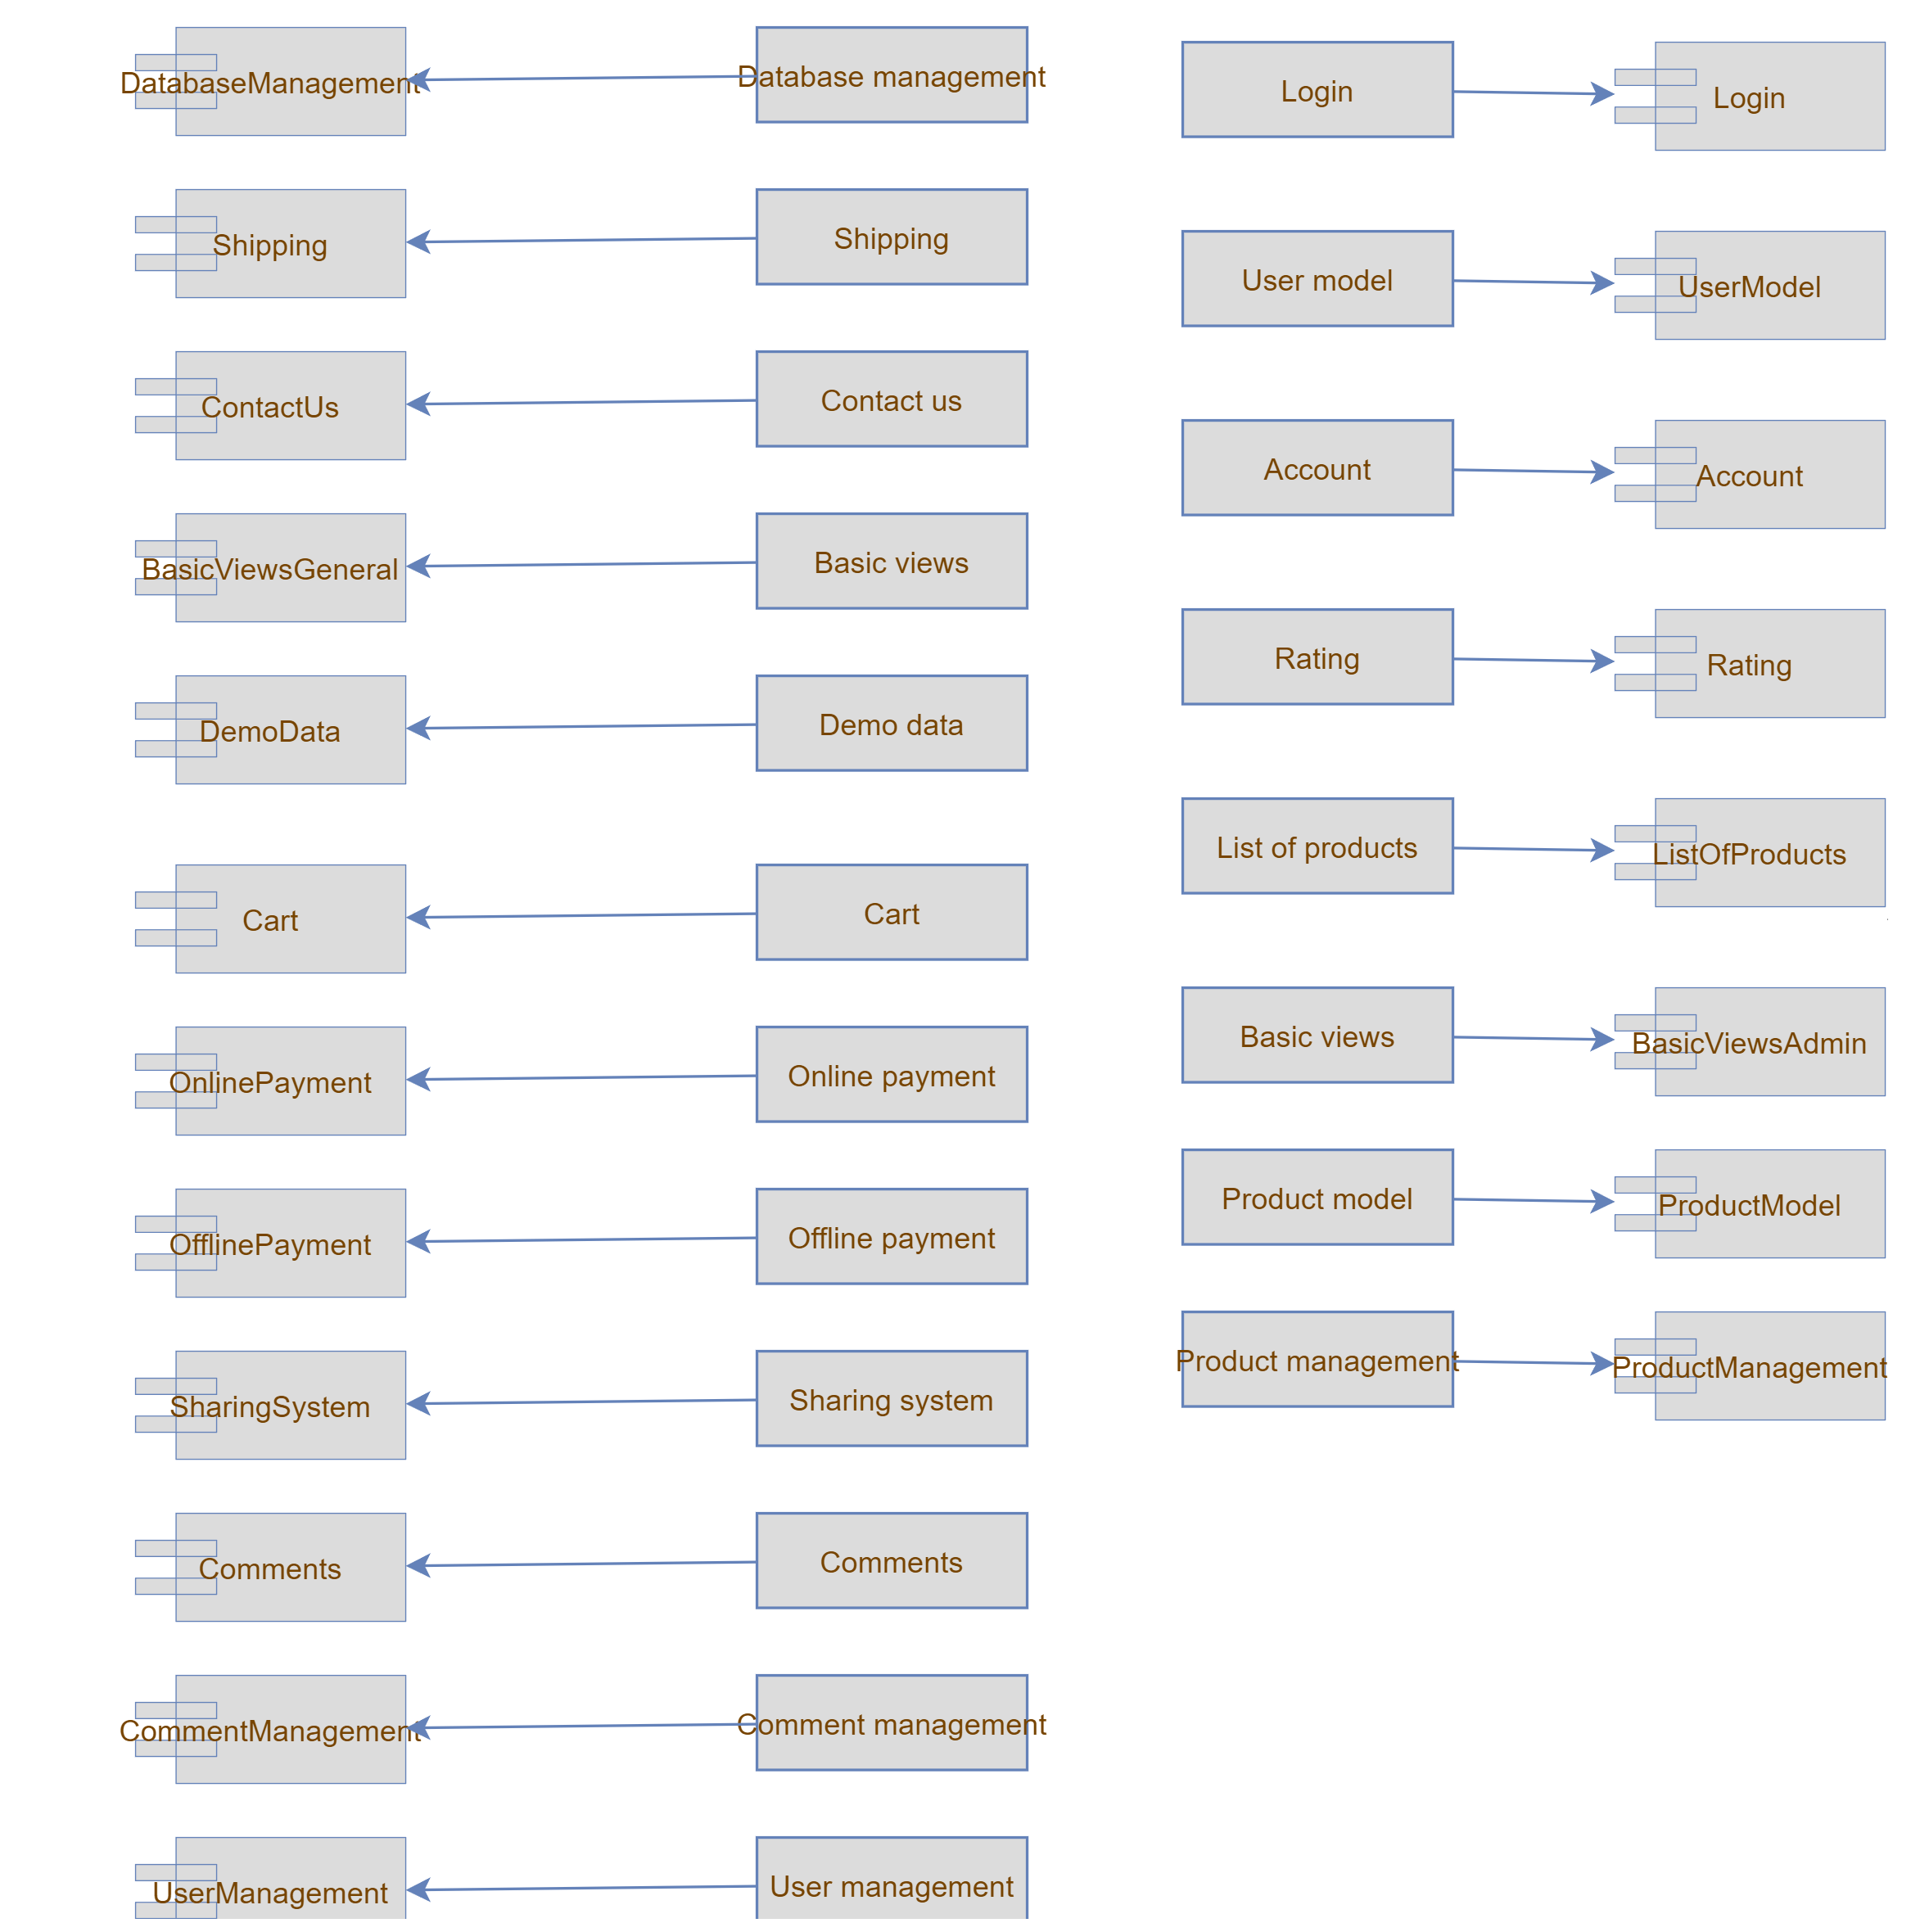 DatabaseManagement
Database management
Shipping
Shipping
ContactUs
Contact us
BasicViewsGeneral
Basic views
DemoData
Demo data
Cart
Cart
OnlinePayment
Online payment
OfflinePayment
Offline payment
SharingSystem
Sharing system
Comments
Comments
CommentManagement
Comment management
UserManagement
User management
Login
Login
User model
UserModel
Account
Account
Rating
Rating
List of products
ListOfProducts
Basic views
BasicViewsAdmin
Product model
ProductModel
Product management
ProductManagement